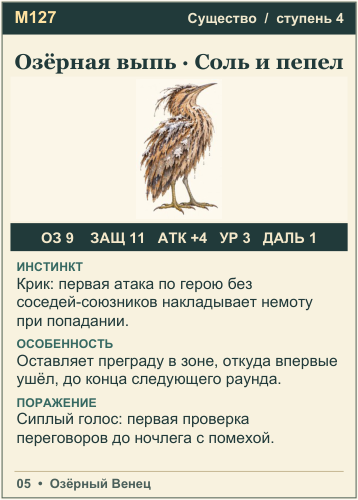 M127
Существо / ступень 4
Озёрная выпь · Соль и пепел
ОЗ 9 ЗАЩ 11 АТК +4 УР 3 ДАЛЬ 1
ИНСТИНКТ
Крик: первая атака по герою без
соседей-союзников накладывает немоту
при попадании.
ОСОБЕННОСТЬ
Оставляет преграду в зоне, откуда впервые
ушёл, до конца следующего раунда.
ПОРАЖЕНИЕ
Сиплый голос: первая проверка
переговоров до ночлега с помехой.
05 • Озёрный Венец